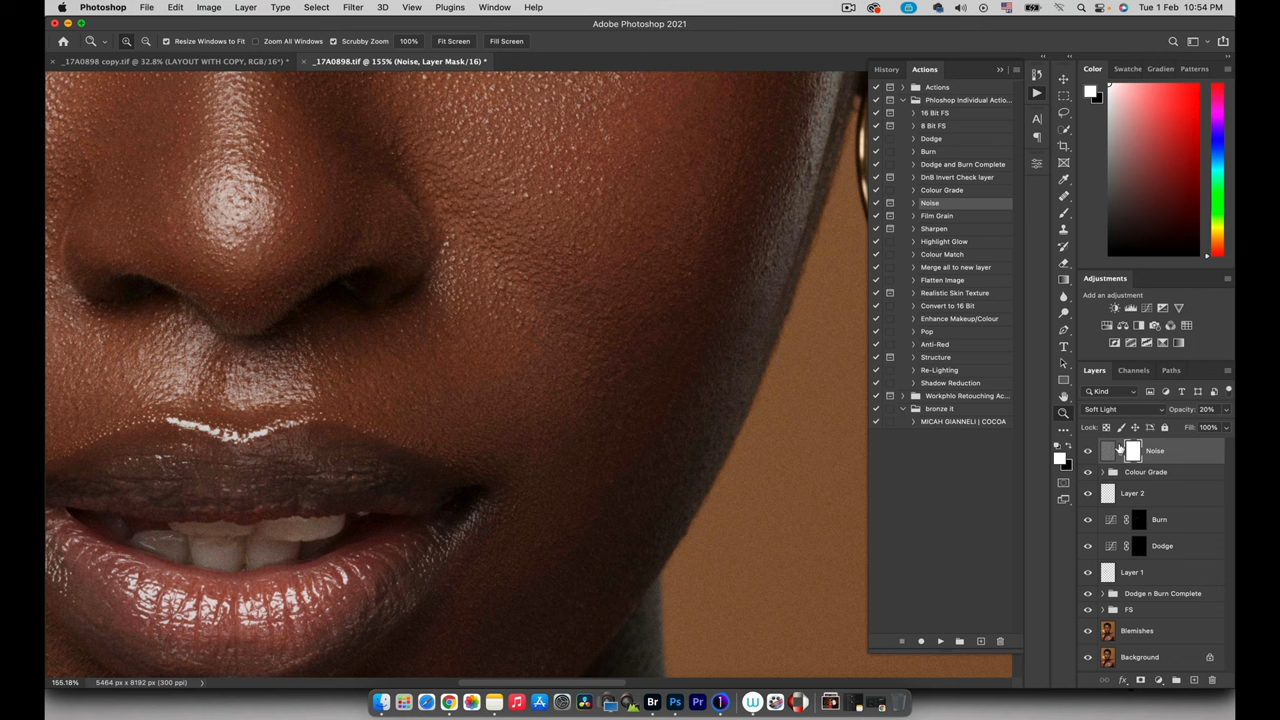 Photoshop File Edit Image Layer Type Select Filter 3D View Plugins Window Help
Tue 1 Feb 10:54 PM
Adobe Photoshop 2021
Resize Windows to Fit Zoom All Windows Scrubby Zoom 100% Fit Screen Fill Screen
_17A0898 copy.tif @ 32.8% (LAYOUT WITH COPY, RGB/16*) *
_17A0898.tif @ 155% (Noise, Layer Mask/16) *
History Actions
Actions
Phloshop Individual Actio...
16 Bit FS
8 Bit FS
Dodge
Burn
Dodge and Burn Complete
DnB Invert Check layer
Colour Grade
Noise
Film Grain
Sharpen
Highlight Glow
Colour Match
Merge all to new layer
Flatten Image
Realistic Skin Texture
Convert to 16 Bit
Enhance Makeup/Colour
Pop
Anti-Red
Structure
Re-Lighting
Shadow Reduction
Workphlo Retouching Ac...
bronze it
MICAH GIANNELI | COCOA
Color Swatche Gradien Patterns
Adjustments
Add an adjustment
Layers Channels Paths
Kind
Soft Light Opacity: 20%
Lock: Fill: 100%
Noise
Colour Grade
Layer 2
Burn
Dodge
Layer 1
Dodge n Burn Complete
FS
Blemishes
Background
155.18% 5464 px x 8192 px (300 ppi)